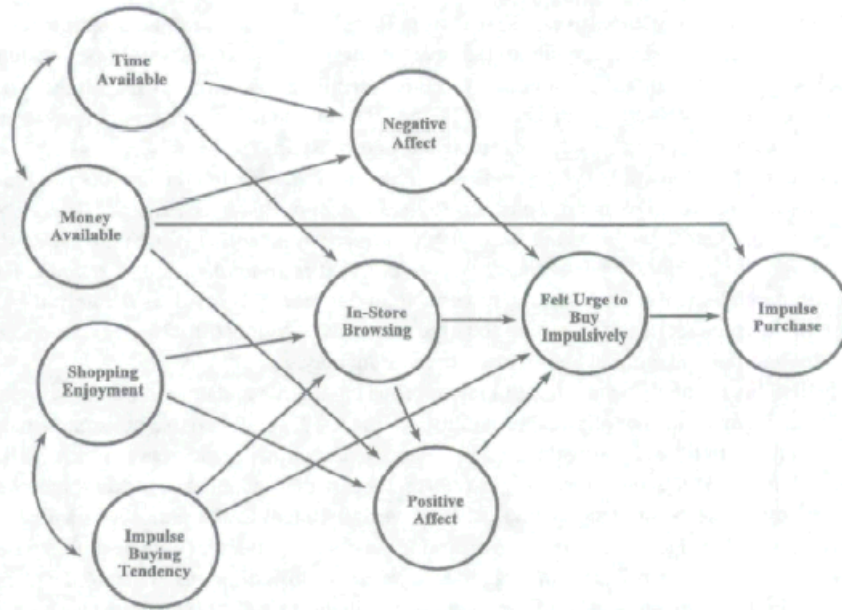 Time
Available
Negative
Affect
Money
Available
In-Store
Browsing
Felt Urge to
Buy
Impulsively
Impulse
Purchase
Shopping
Enjoyment
Positive
Affect
Impulse
Buying
Tendency